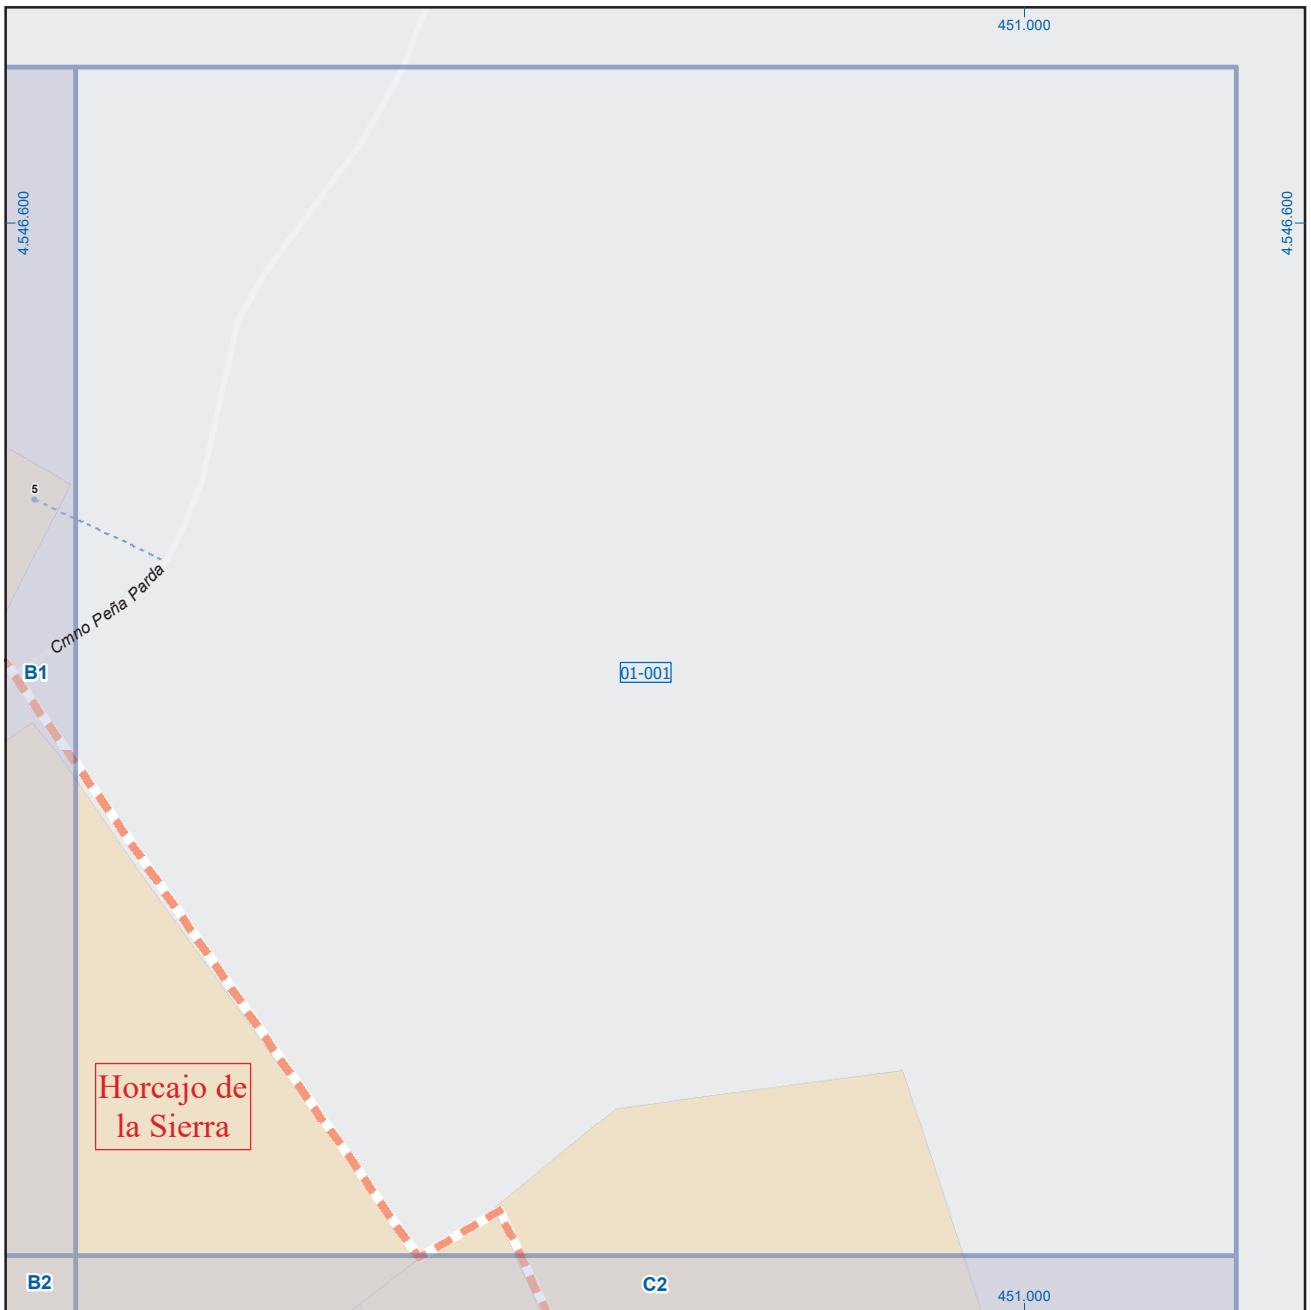 451.000
4.546.600
4.546.600
5
Cmno Peña Parda
B1
01-001
Horcajo de
la Sierra
B2
C2
451.000